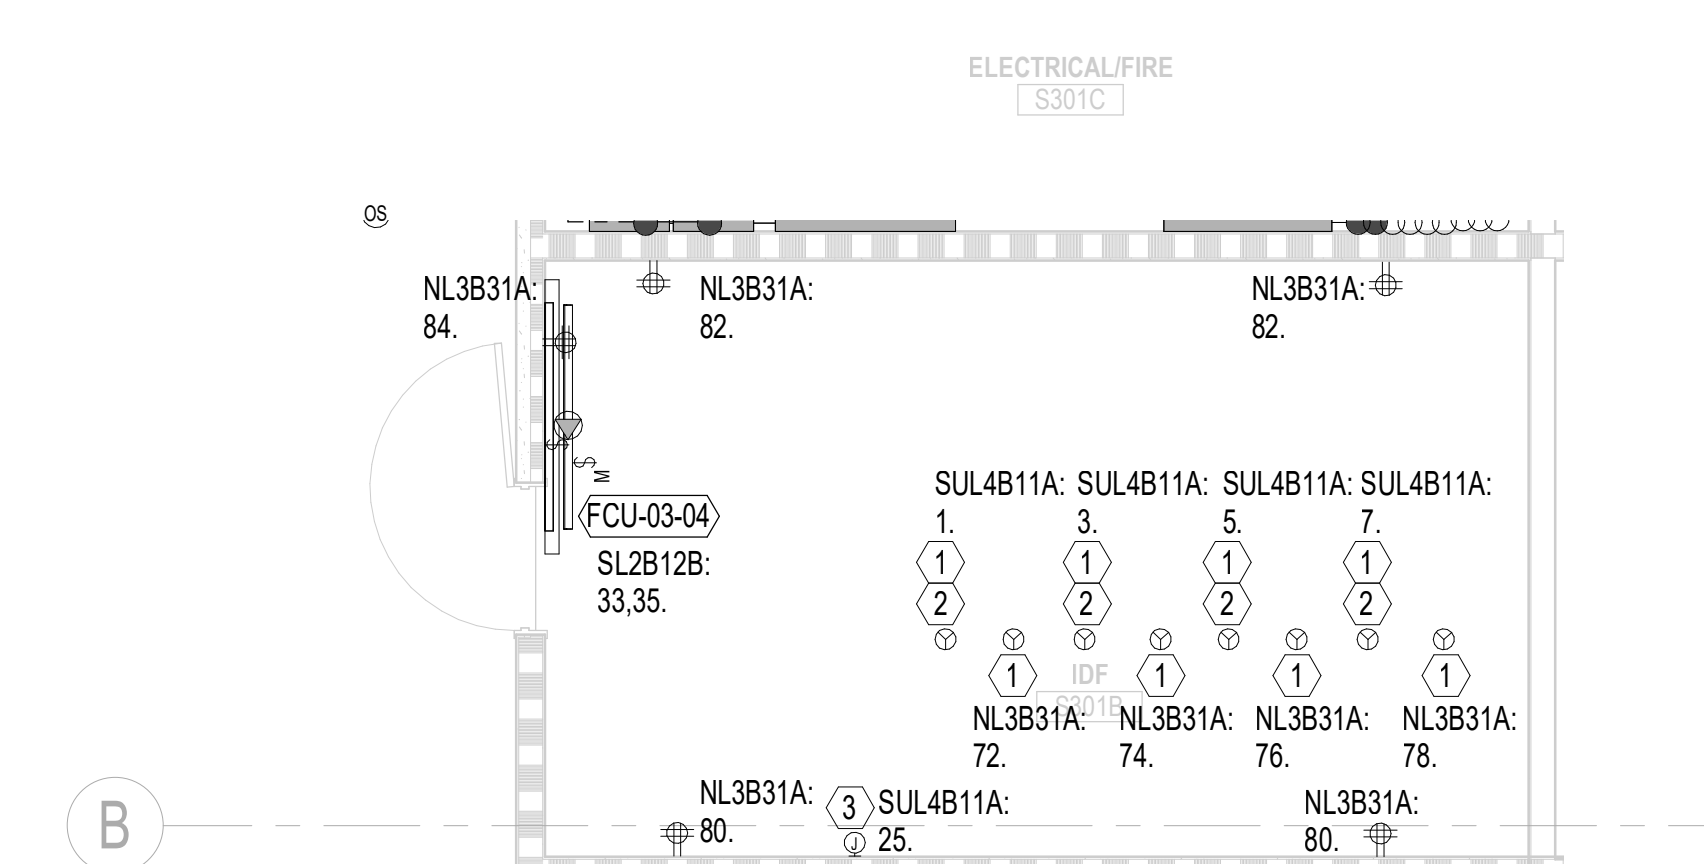 ELECTRICAL/FIRE
S301C
OS
NL3B31A:
84.
NL3B31A:
82.
NL3B31A:
82.
S
S
M
FCU-03-04
SL2B12B:
33,35.
SUL4B11A:
1.
SUL4B11A:
3.
SUL4B11A:
5.
SUL4B11A:
7.
1
1
1
1
2
2
2
2
1
1
1
1
IDF
S301B
NL3B31A:
72.
NL3B31A:
74.
NL3B31A:
76.
NL3B31A:
78.
NL3B31A:
80.
3
SUL4B11A:
25.
J
NL3B31A:
80.
B